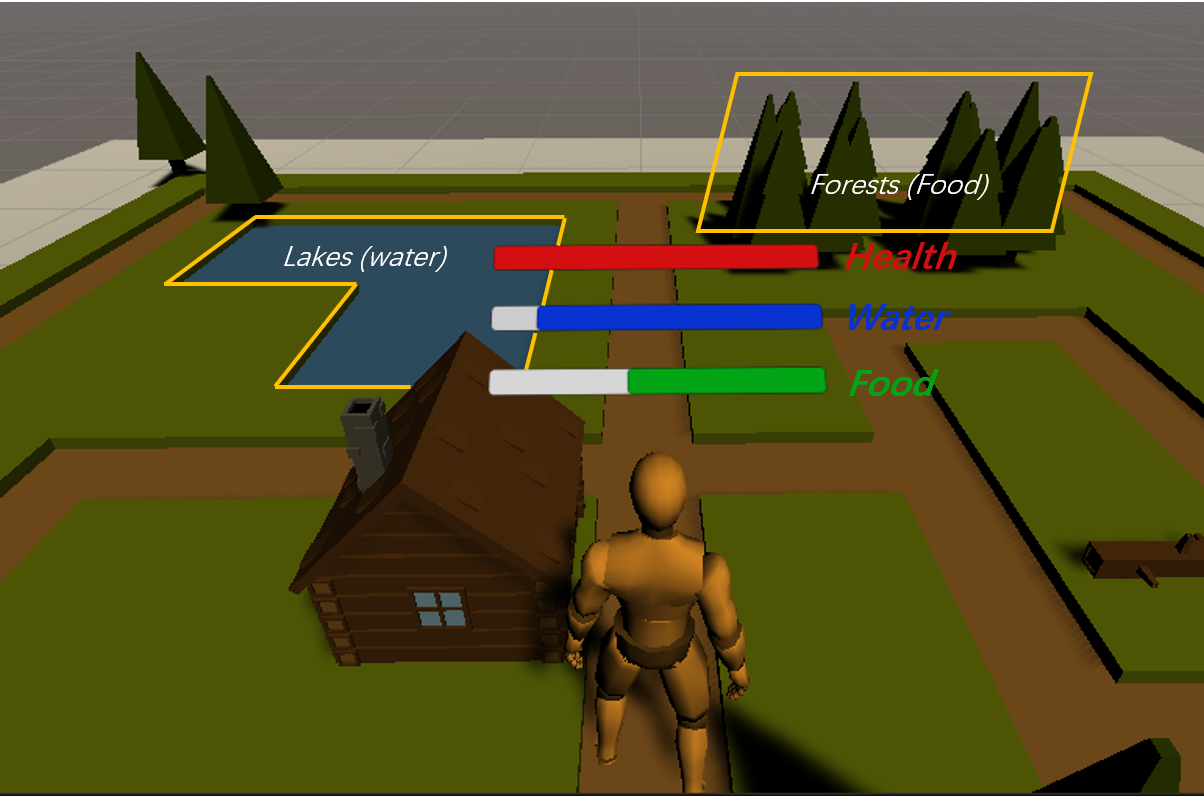 Forests (Food)
Lakes (water)
Health
Water
Food